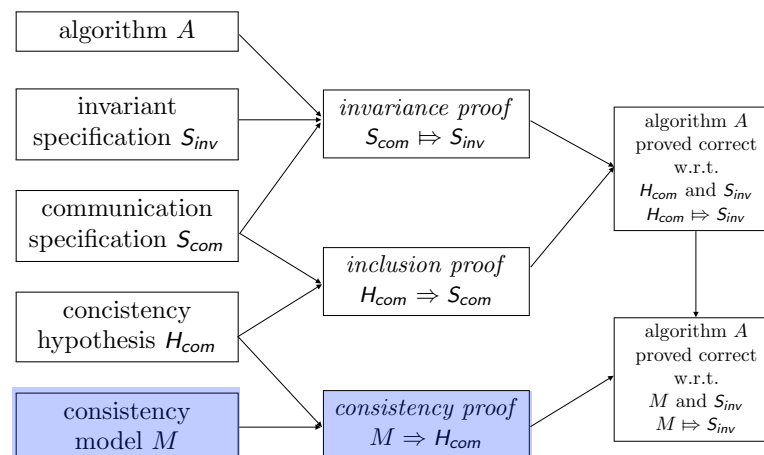 algorithm A
invariant
specification S_inv
communication
specification S_com
concistency
hypothesis H_com
consistency
model M
invariance proof
S_com ⤇ S_inv
inclusion proof
H_com ⇒ S_com
consistency proof
M ⇒ H_com
algorithm A
proved correct
w.r.t.
H_com and S_inv
H_com ⤇ S_inv
algorithm A
proved correct
w.r.t.
M and S_inv
M ⤇ S_inv